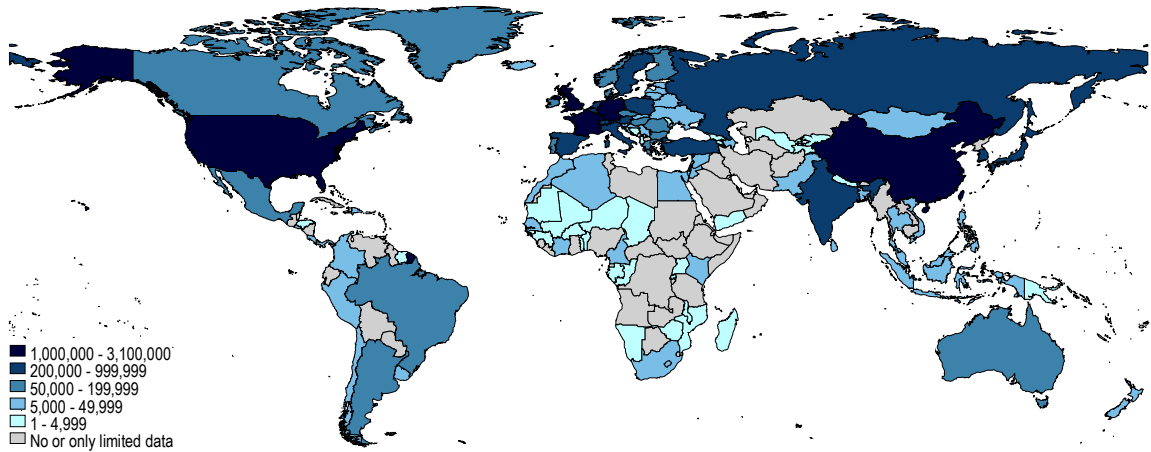 1,000,000 - 3,100,000
200,000 - 999,999
50,000 - 199,999
5,000 - 49,999
1 - 4,999
No or only limited data